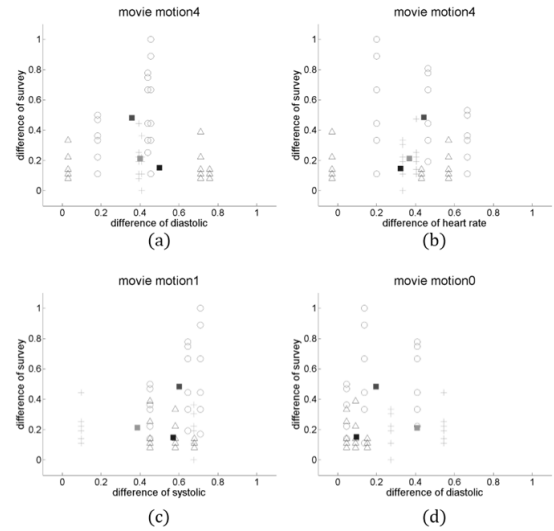 movie motion4
difference of survey
1
0.8
0.6
0.4
0.2
0
0 0.2 0.4 0.6 0.8 1
difference of diastolic
(a)
movie motion4
difference of survey
1
0.8
0.6
0.4
0.2
0
0 0.2 0.4 0.6 0.8 1
difference of heart rate
(b)
movie motion1
difference of survey
1
0.8
0.6
0.4
0.2
0
0 0.2 0.4 0.6 0.8 1
difference of systolic
(c)
movie motion0
difference of survey
1
0.8
0.6
0.4
0.2
0
0 0.2 0.4 0.6 0.8 1
difference of diastolic
(d)